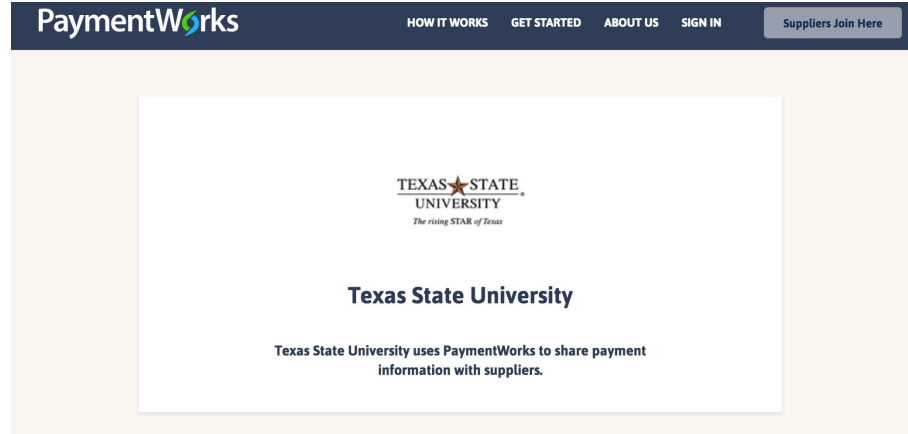 PaymentWorks HOW IT WORKS GET STARTED ABOUT US SIGN IN Suppliers Join Here
TEXAS STATE
UNIVERSITY
The rising STAR of Texas
Texas State University
Texas State University uses PaymentWorks to share payment
information with suppliers.